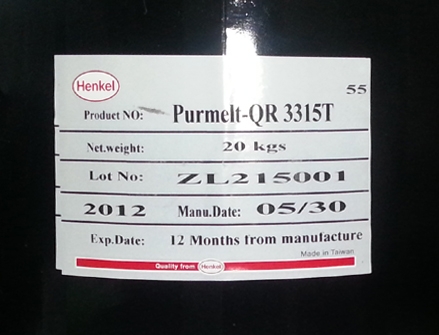 Henkel
55
Product NO: Purmelt-QR 3315T
Net.weight: 20 kgs
Lot No: ZL215001
2012 Manu.Date: 05/30
Exp.Date: 12 Months from manufacture
Made in Taiwan
Quality from Henkel